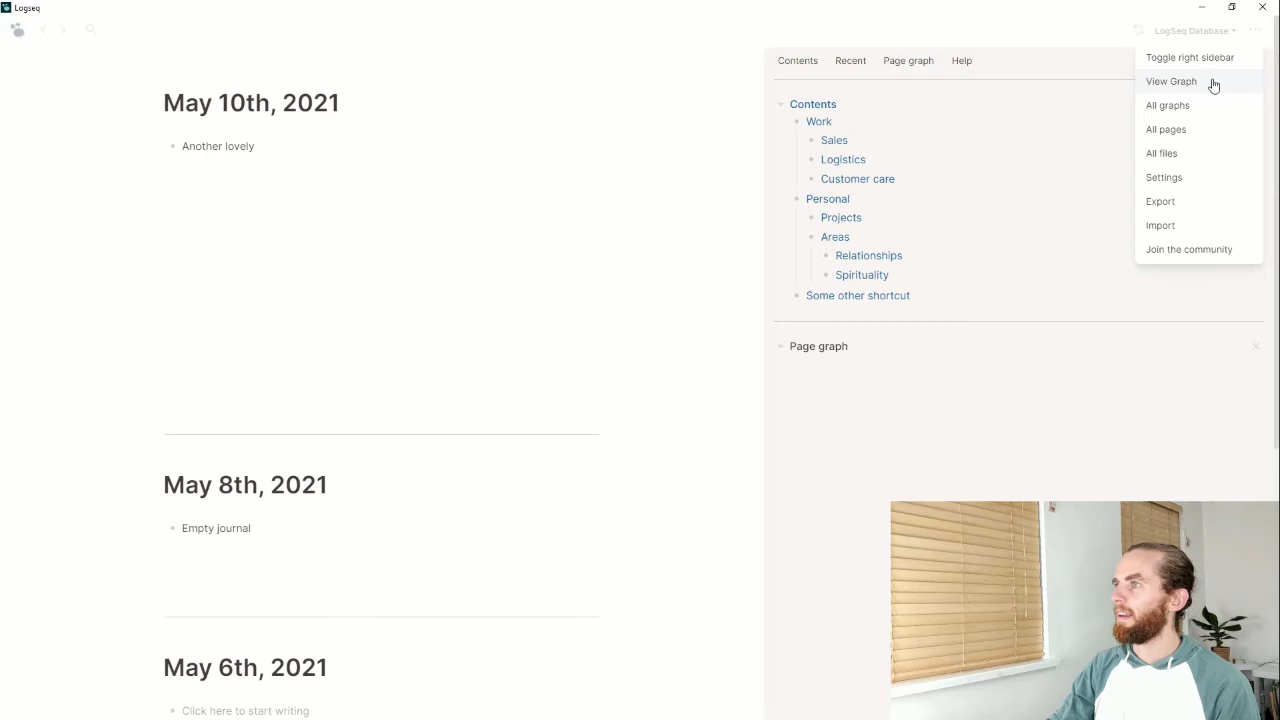 Logseq
LogSeq Database
May 10th, 2021
Another lovely
May 8th, 2021
Empty journal
May 6th, 2021
Click here to start writing
Contents Recent Page graph Help
Contents
Work
Sales
Logistics
Customer care
Personal
Projects
Areas
Relationships
Spirituality
Some other shortcut
Page graph
Toggle right sidebar
View Graph
All graphs
All pages
All files
Settings
Export
Import
Join the community